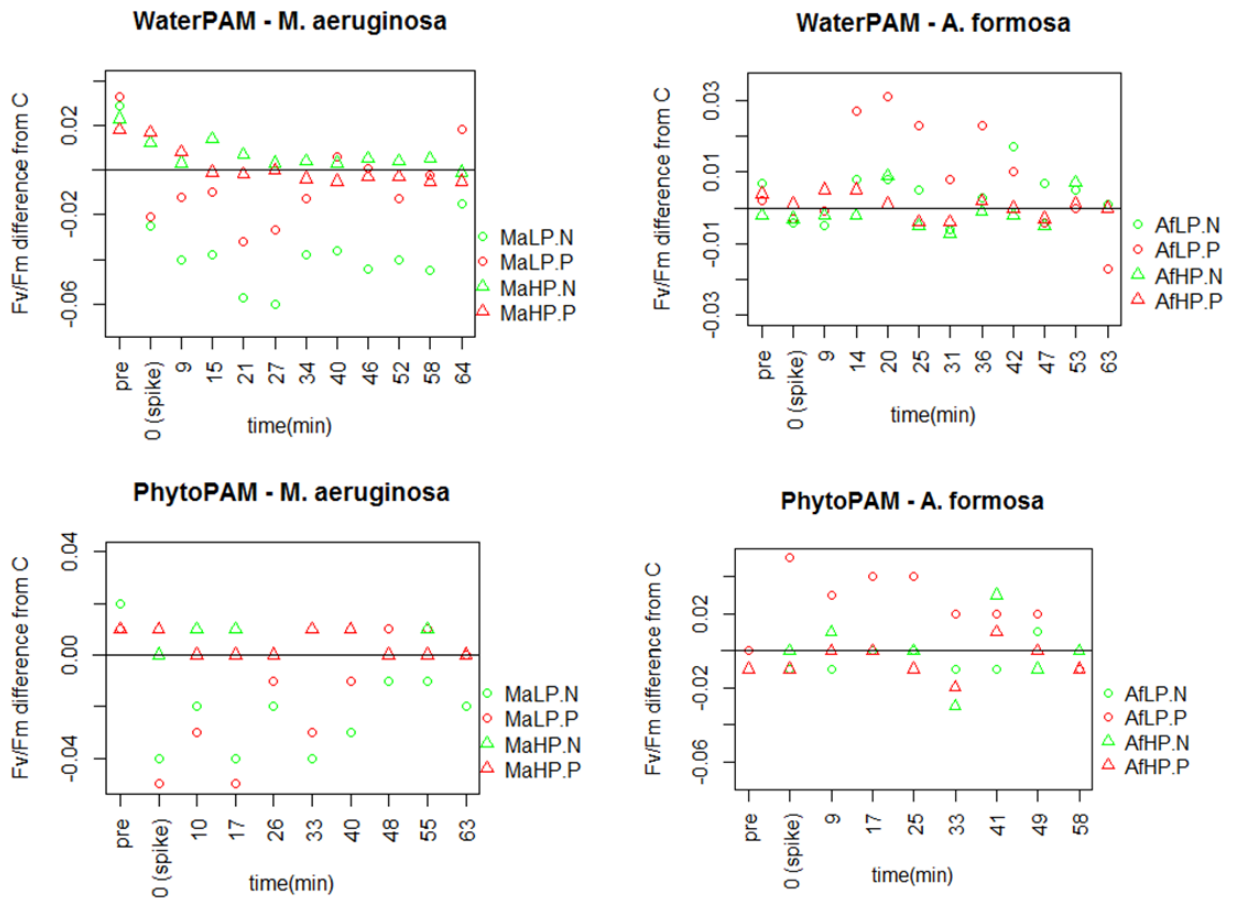 WaterPAM - M. aeruginosa
Fv/Fm difference from C
0.02
-0.02
-0.06
pre
0 (spike)
9
15
21
27
34
40
46
52
58
64
time(min)
MaLP.N
MaLP.P
MaHP.N
MaHP.P
WaterPAM - A. formosa
Fv/Fm difference from C
0.03
0.01
-0.01
-0.03
pre
0 (spike)
9
14
20
25
31
36
42
47
53
63
time(min)
AfLP.N
AfLP.P
AfHP.N
AfHP.P
PhytoPAM - M. aeruginosa
Fv/Fm difference from C
0.04
0.00
-0.04
pre
0 (spike)
10
17
26
33
40
48
55
63
time(min)
MaLP.N
MaLP.P
MaHP.N
MaHP.P
PhytoPAM - A. formosa
Fv/Fm difference from C
0.02
-0.02
-0.06
pre
0 (spike)
9
17
25
33
41
49
58
time(min)
AfLP.N
AfLP.P
AfHP.N
AfHP.P